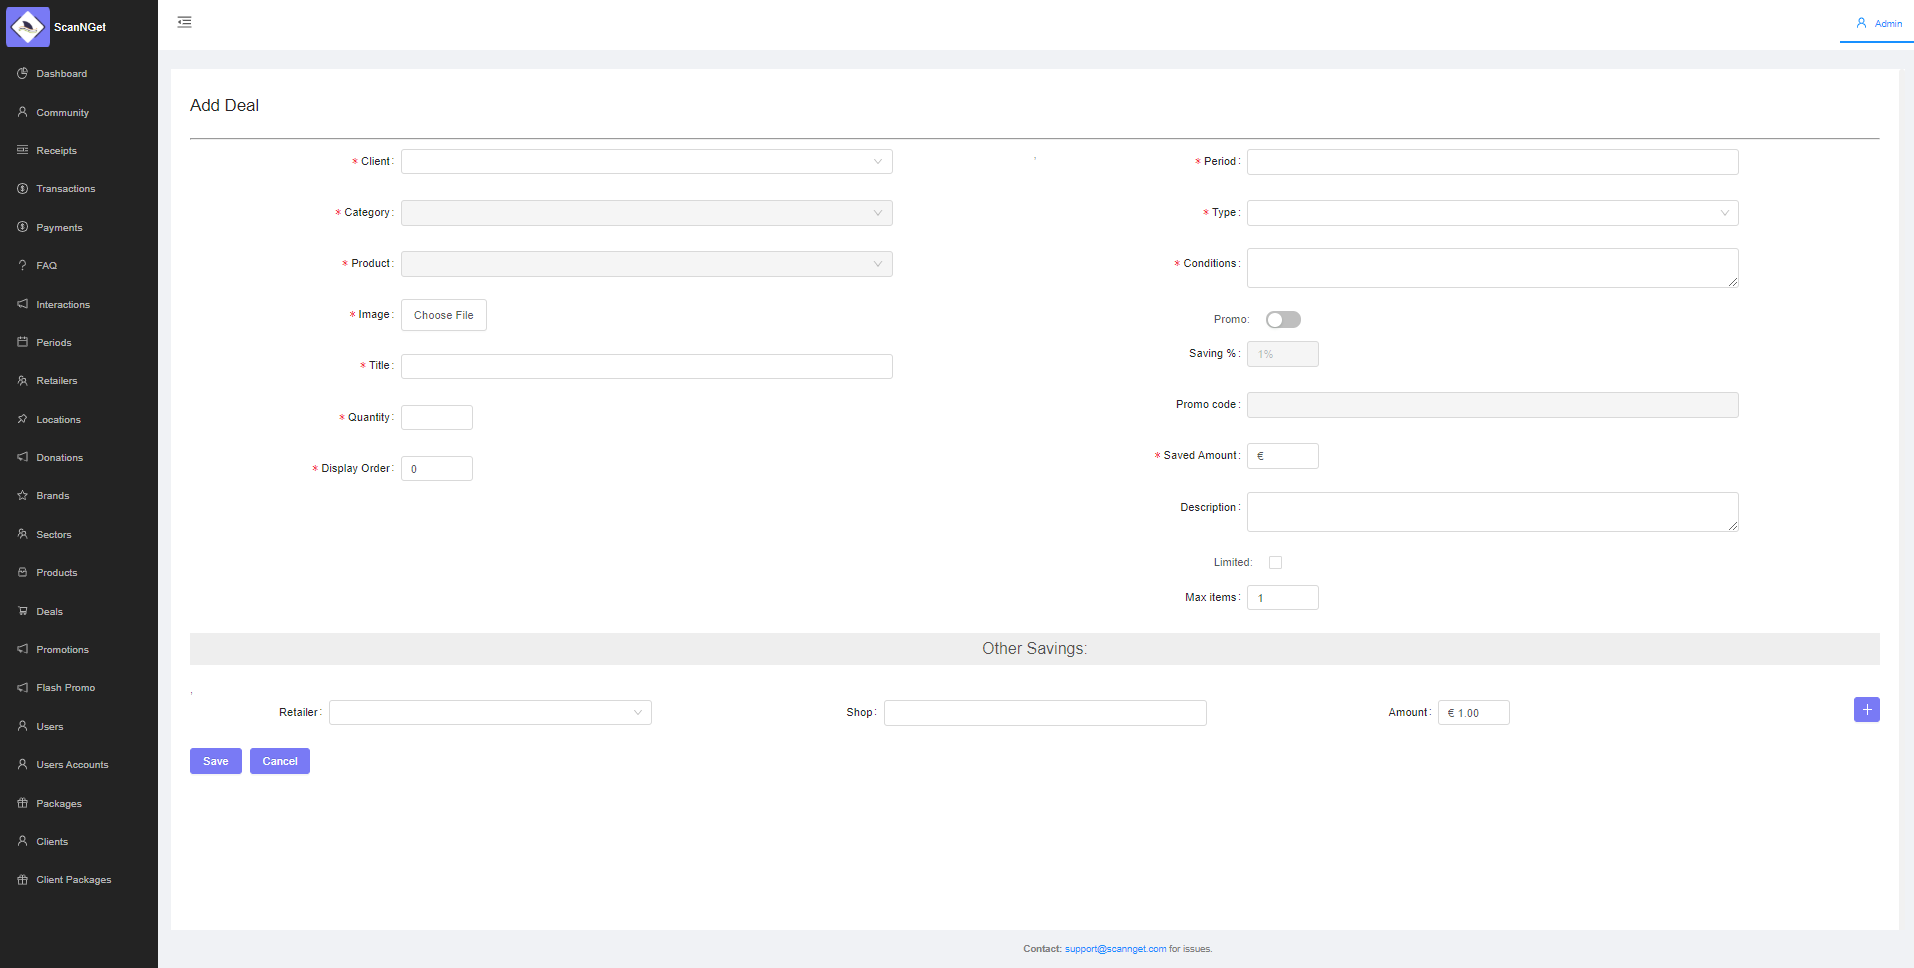 ScanNGet
Admin
Dashboard
Community
Receipts
Transactions
Payments
FAQ
Interactions
Periods
Retailers
Locations
Donations
Brands
Sectors
Products
Deals
Promotions
Flash Promo
Users
Users Accounts
Packages
Clients
Client Packages
Add Deal
* Client:
* Category:
* Product:
* Image: Choose File
* Title:
* Quantity:
* Display Order: 0
,
* Period:
* Type:
* Conditions:
Promo:
Saving %: 1%
Promo code:
* Saved Amount: €
Description:
Limited:
Max items: 1
Other Savings:
,
Retailer: Shop: Amount: € 1.00 +
Save Cancel
Contact: support@scannget.com for issues.